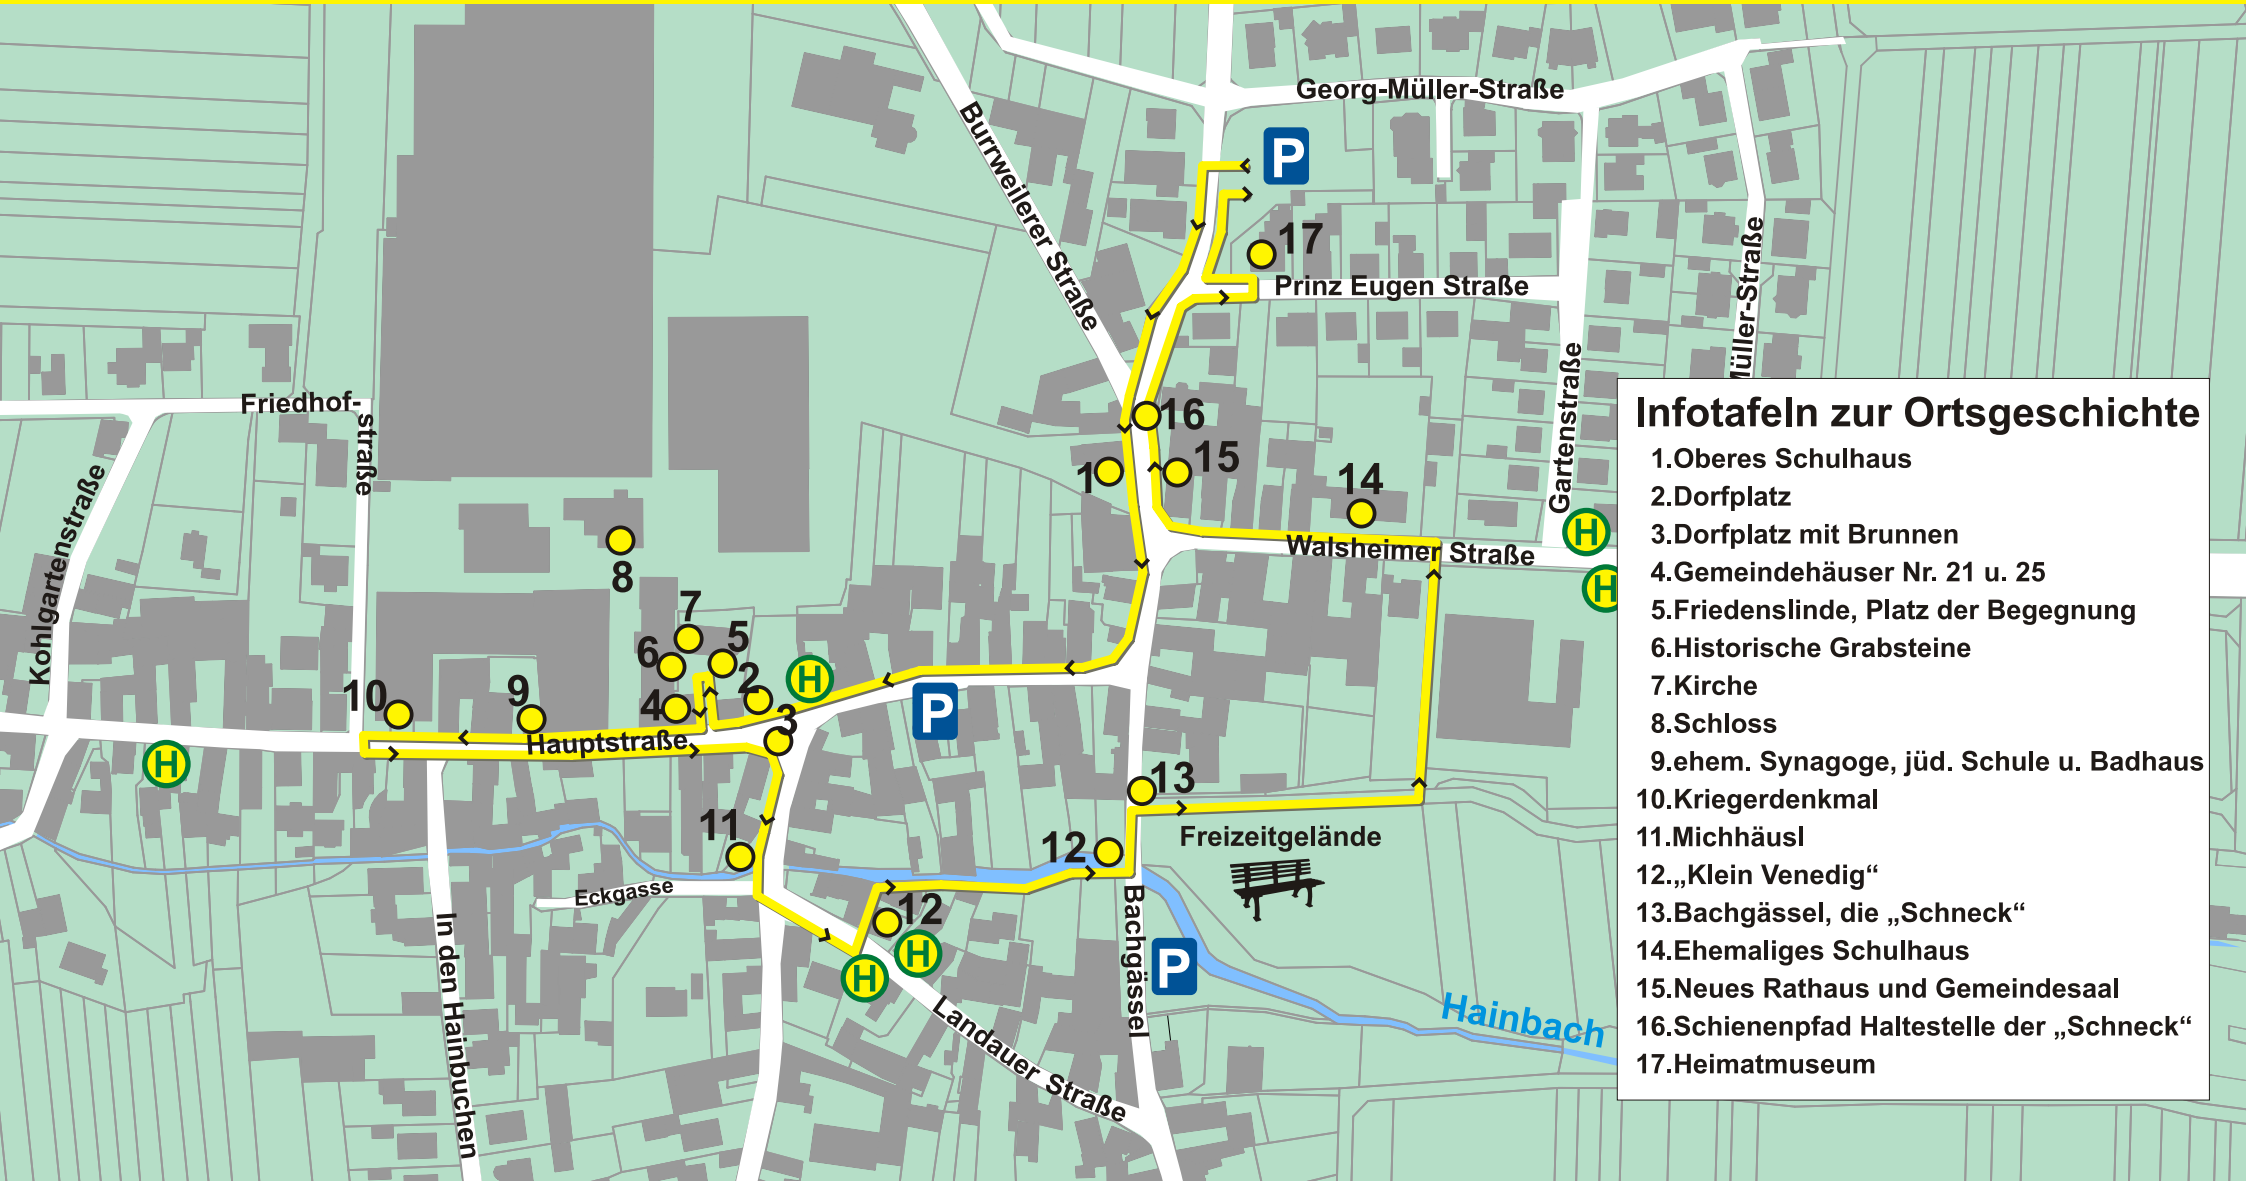 Georg-Müller-Straße
P
Burrweilerer Straße
17
Prinz Eugen Straße
Müller-Straße
Gartenstraße
Friedhof-
straße
Kohlgartenstraße
16
1
15
14
Walsheimer Straße
H
H
8
7
6
5
4
2
3
H
P
10
9
Hauptstraße
H
13
11
12
Freizeitgelände
Eckgasse
12
H
H
In den Hainbuchen
Bachgässel
P
Landauer Straße
Hainbach
Infotafeln zur Ortsgeschichte
1.Oberes Schulhaus
2.Dorfplatz
3.Dorfplatz mit Brunnen
4.Gemeindehäuser Nr. 21 u. 25
5.Friedenslinde, Platz der Begegnung
6.Historische Grabsteine
7.Kirche
8.Schloss
9.ehem. Synagoge, jüd. Schule u. Badhaus
10.Kriegerdenkmal
11.Michhäusl
12.„Klein Venedig“
13.Bachgässel, die „Schneck“
14.Ehemaliges Schulhaus
15.Neues Rathaus und Gemeindesaal
16.Schienenpfad Haltestelle der „Schneck“
17.Heimatmuseum